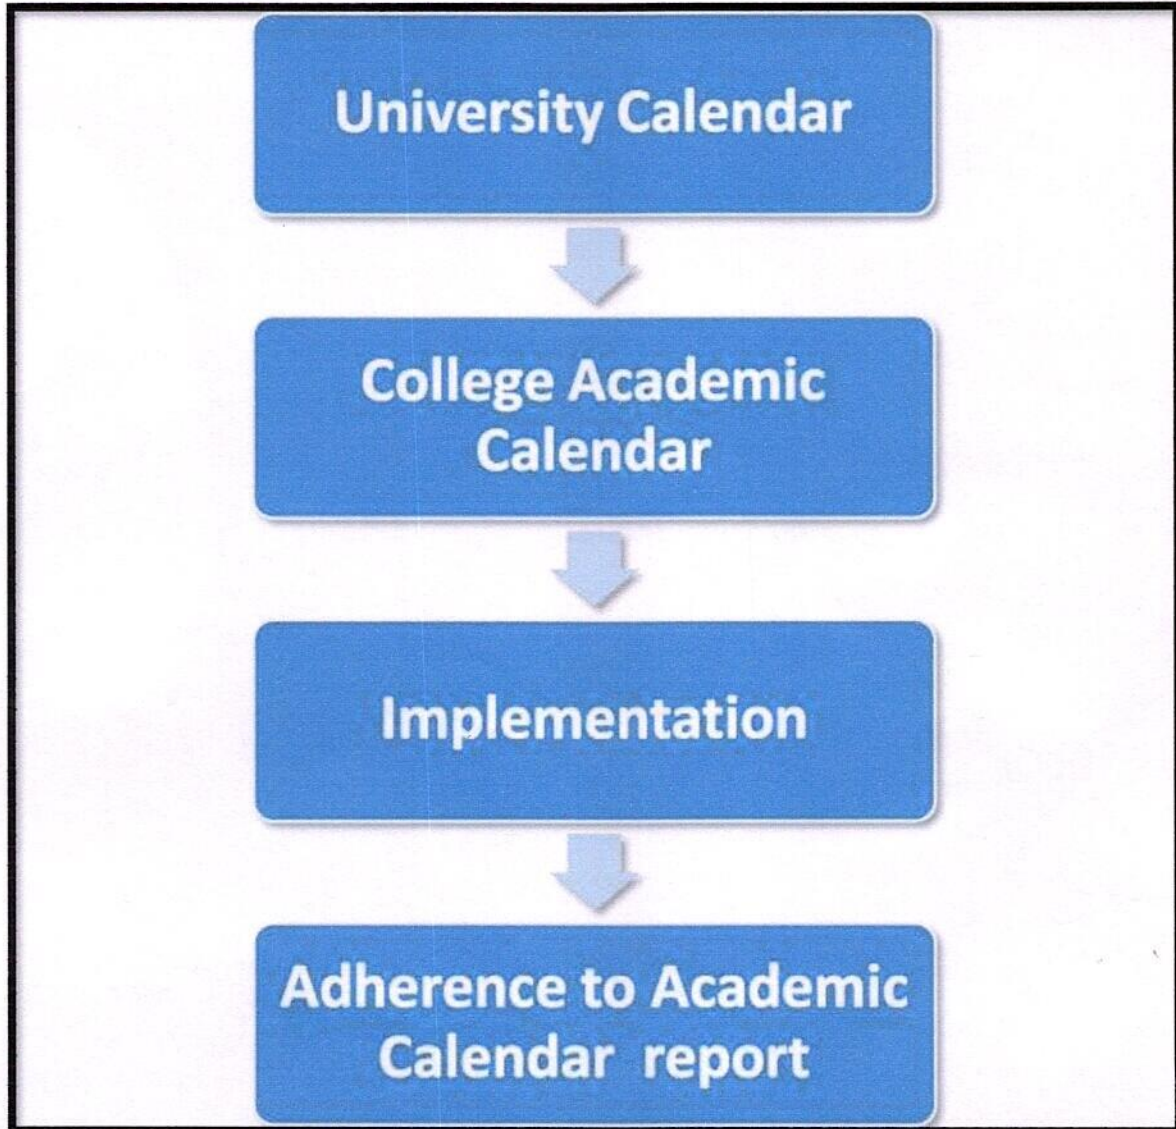 University Calendar
College Academic
Calendar
Implementation
Adherence to Academic
Calendar report